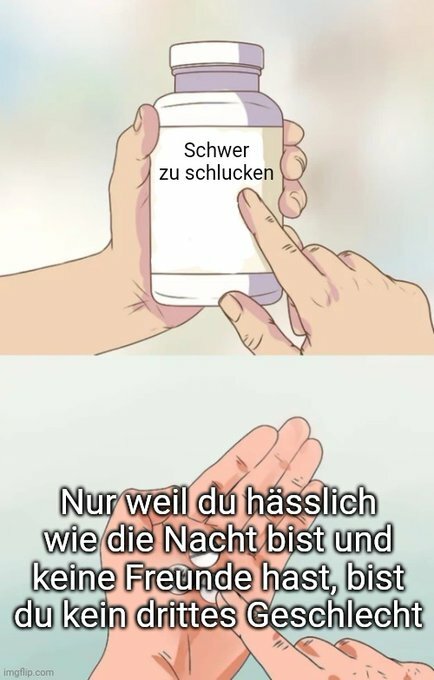 Schwer
zu schlucken
Nur weil du hässlich
wie die Nacht bist und
keine Freunde hast, bist
du kein drittes Geschlecht
imgflip.com